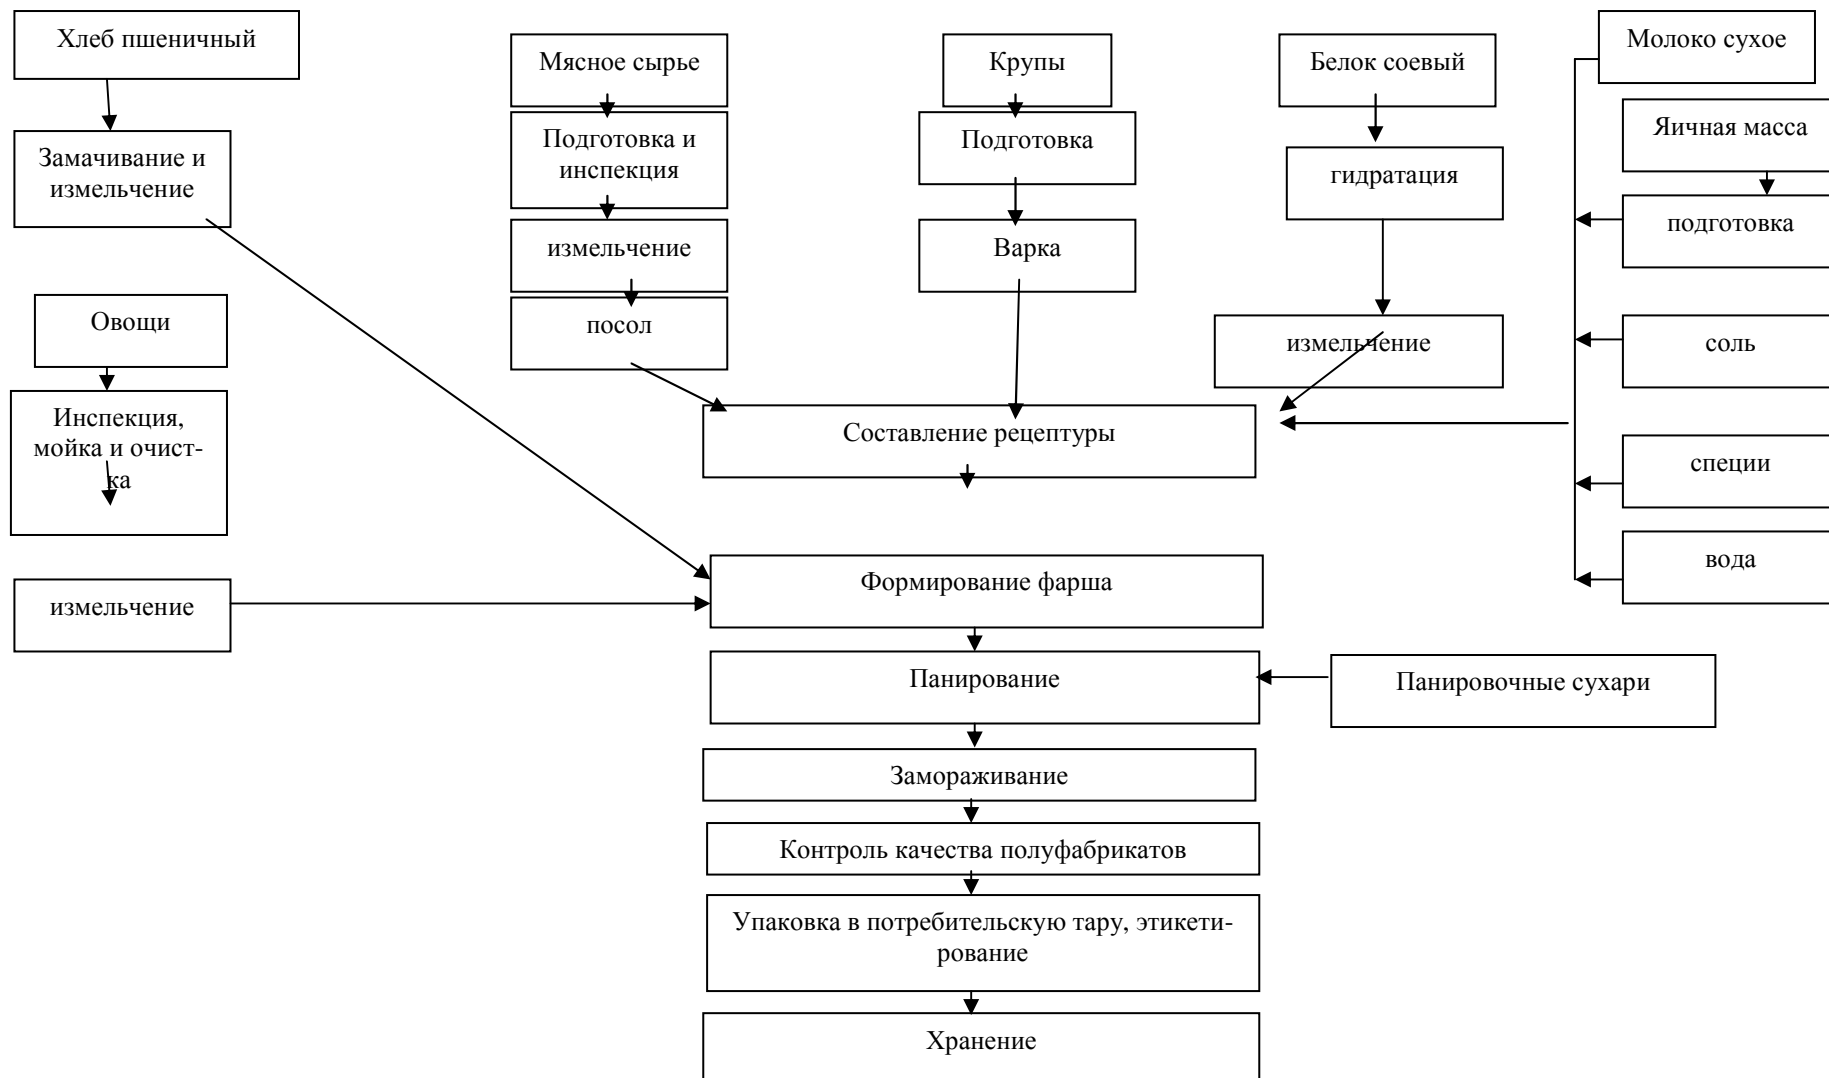 Хлеб пшеничный
Мясное сырье
Крупы
Белок соевый
Молоко сухое
Яичная масса
Замачивание и
измельчение
Подготовка и
инспекция
Подготовка
гидратация
подготовка
измельчение
Варка
Овощи
посол
измельчение
соль
Инспекция,
мойка и очист-
ка
Составление рецептуры
специи
Формирование фарша
вода
измельчение
Панирование
Панировочные сухари
Замораживание
Контроль качества полуфабрикатов
Упаковка в потребительскую тару, этикети-
рование
Хранение